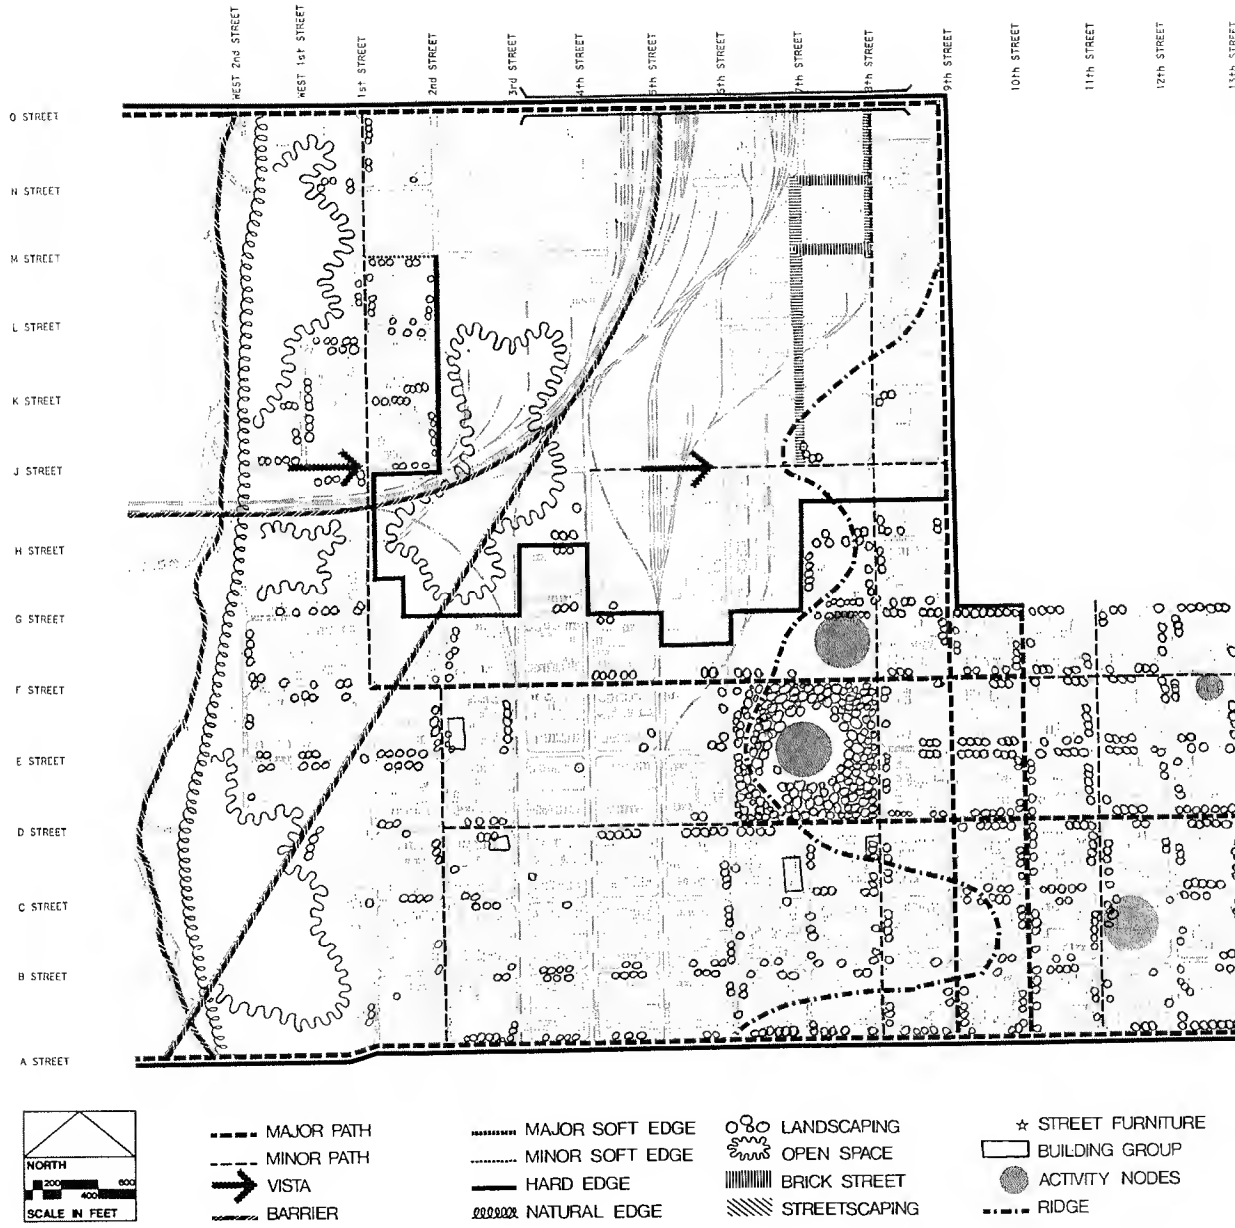 WEST 2nd STREET
WEST 1st STREET
1st STREET
2nd STREET
3rd STREET
4th STREET
5th STREET
6th STREET
7th STREET
8th STREET
9th STREET
10th STREET
11th STREET
12th STREET
13th STREET
O STREET
N STREET
M STREET
L STREET
K STREET
J STREET
H STREET
G STREET
F STREET
E STREET
D STREET
C STREET
B STREET
A STREET
NORTH
200 600
400
SCALE IN FEET
MAJOR PATH
MINOR PATH
VISTA
BARRIER
MAJOR SOFT EDGE
MINOR SOFT EDGE
HARD EDGE
NATURAL EDGE
LANDSCAPING
OPEN SPACE
BRICK STREET
STREETSCAPING
STREET FURNITURE
BUILDING GROUP
ACTIVITY NODES
RIDGE